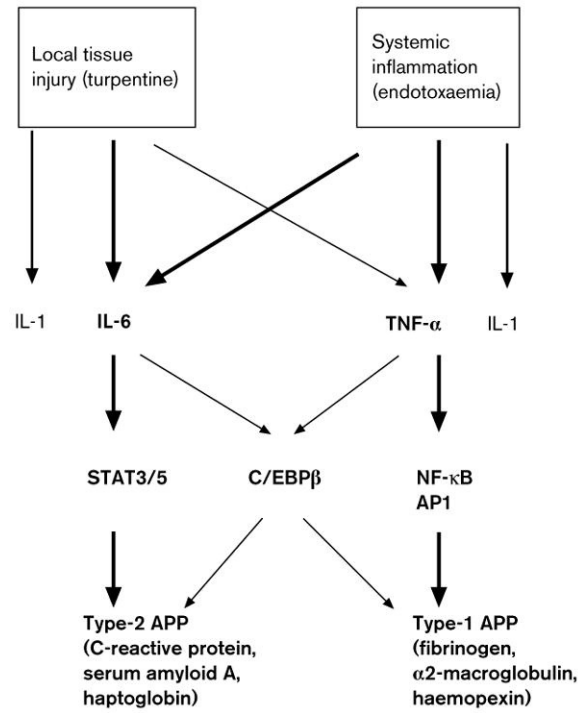 Local tissue
injury (turpentine)
Systemic
inflammation
(endotoxaemia)
IL-1
IL-6
TNF-α
IL-1
STAT3/5
C/EBPβ
NF-κB
AP1
Type-2 APP
(C-reactive protein,
serum amyloid A,
haptoglobin)
Type-1 APP
(fibrinogen,
α2-macroglobulin,
haemopexin)